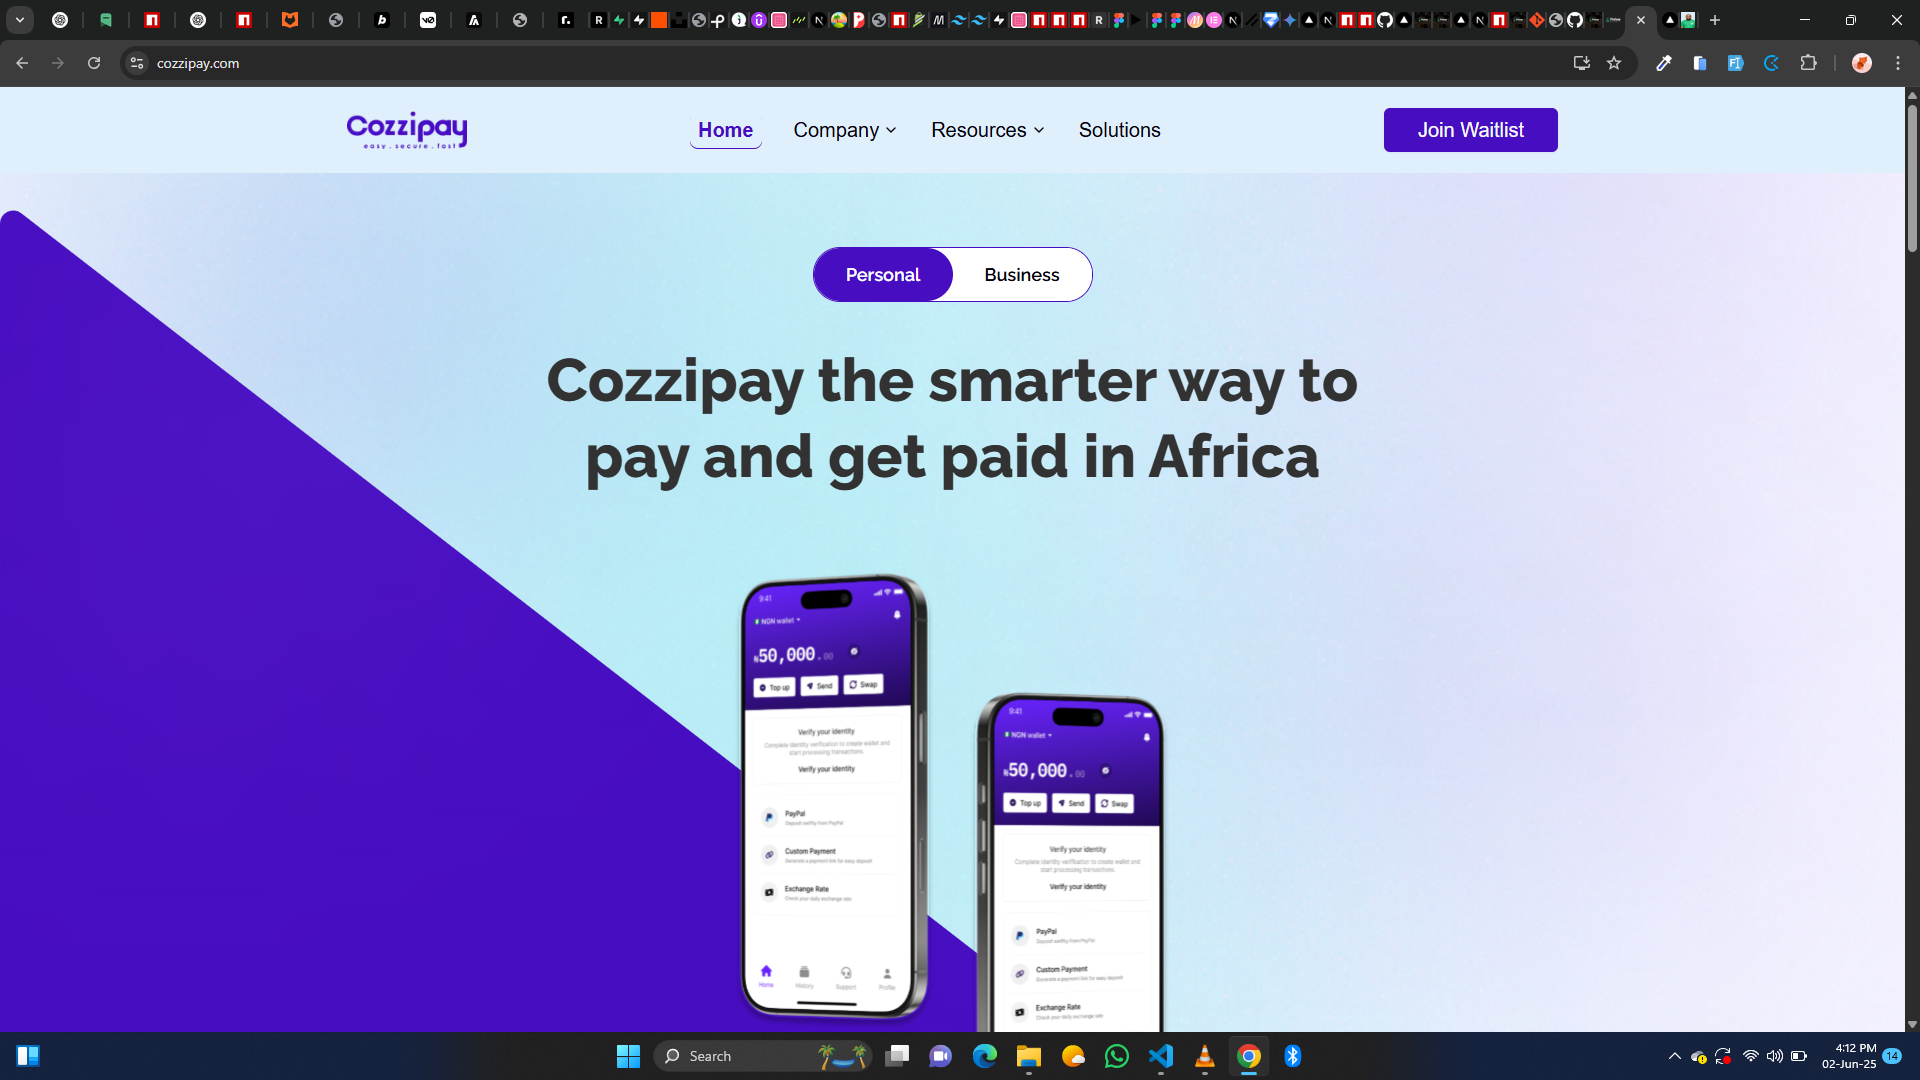 cozzipay.com
Cozzipay
easy . secure . fast
Home
Company
Resources
Solutions
Join Waitlist
Personal
Business
Cozzipay the smarter way to
pay and get paid in Africa
9:41
NGN wallet
₦50,000.00
Top up
Send
Swap
Verify your identity
Complete identity verification to create wallet and
start processing transactions.
Verify your identity
PayPal
Deposit swiftly from PayPal
Custom Payment
Generate a payment link for easy deposit
Exchange Rate
Check your daily exchange rate
Home
History
Support
Profile
9:41
NGN wallet
₦50,000.00
Top up
Send
Swap
Verify your identity
Complete identity verification to create wallet and
start processing transactions.
Verify your identity
PayPal
Deposit swiftly from PayPal
Custom Payment
Generate a payment link for easy deposit
Exchange Rate
Check your daily exchange rate
Search
4:12 PM
02-Jun-25
14